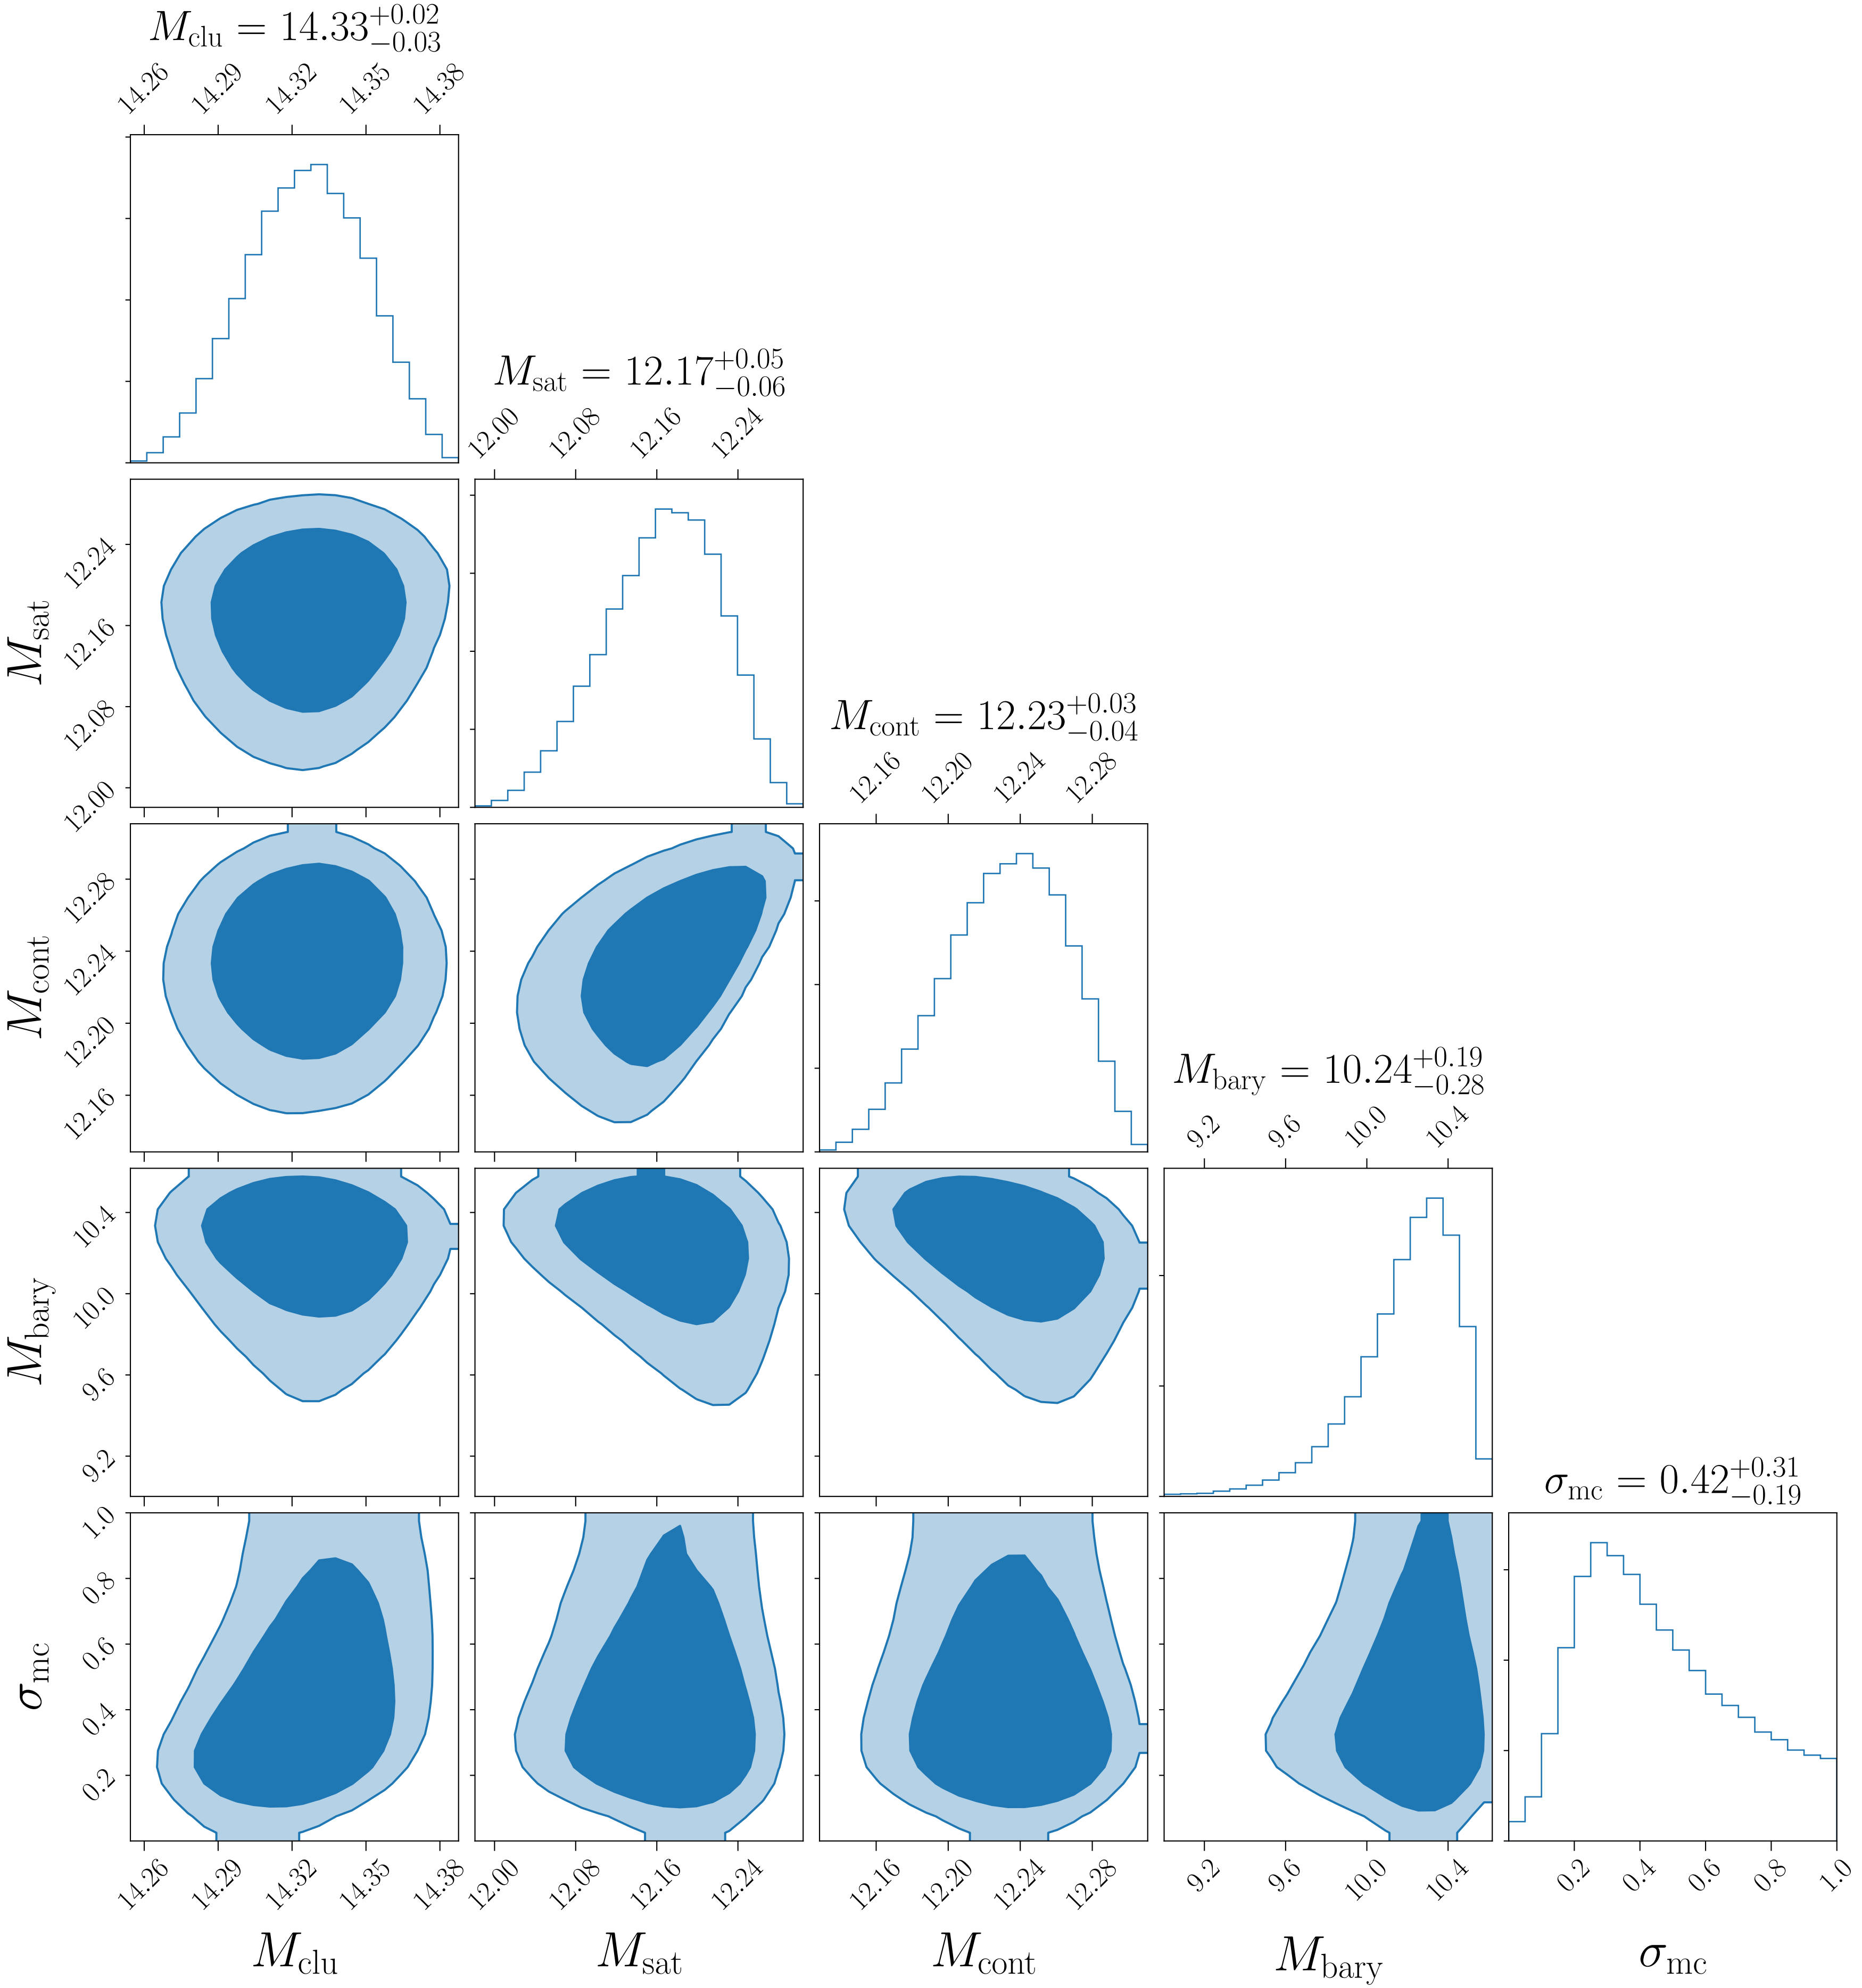 M_clu = 14.33^{+0.02}_{-0.03}
14.26 14.29 14.32 14.35 14.38
M_sat = 12.17^{+0.05}_{-0.06}
12.00 12.08 12.16 12.24
M_sat
12.24
12.16
12.08
12.00
M_cont = 12.23^{+0.03}_{-0.04}
12.16 12.20 12.24 12.28
M_cont
12.28
12.24
12.20
12.16
M_bary = 10.24^{+0.19}_{-0.28}
9.2 9.6 10.0 10.4
M_bary
10.4
10.0
9.6
9.2
σ_mc = 0.42^{+0.31}_{-0.19}
σ_mc
1.0
0.8
0.6
0.4
0.2
14.26 14.29 14.32 14.35 14.38 12.00 12.08 12.16 12.24 12.16 12.20 12.24 12.28 9.2 9.6 10.0 10.4 0.2 0.4 0.6 0.8 1.0
M_clu M_sat M_cont M_bary σ_mc